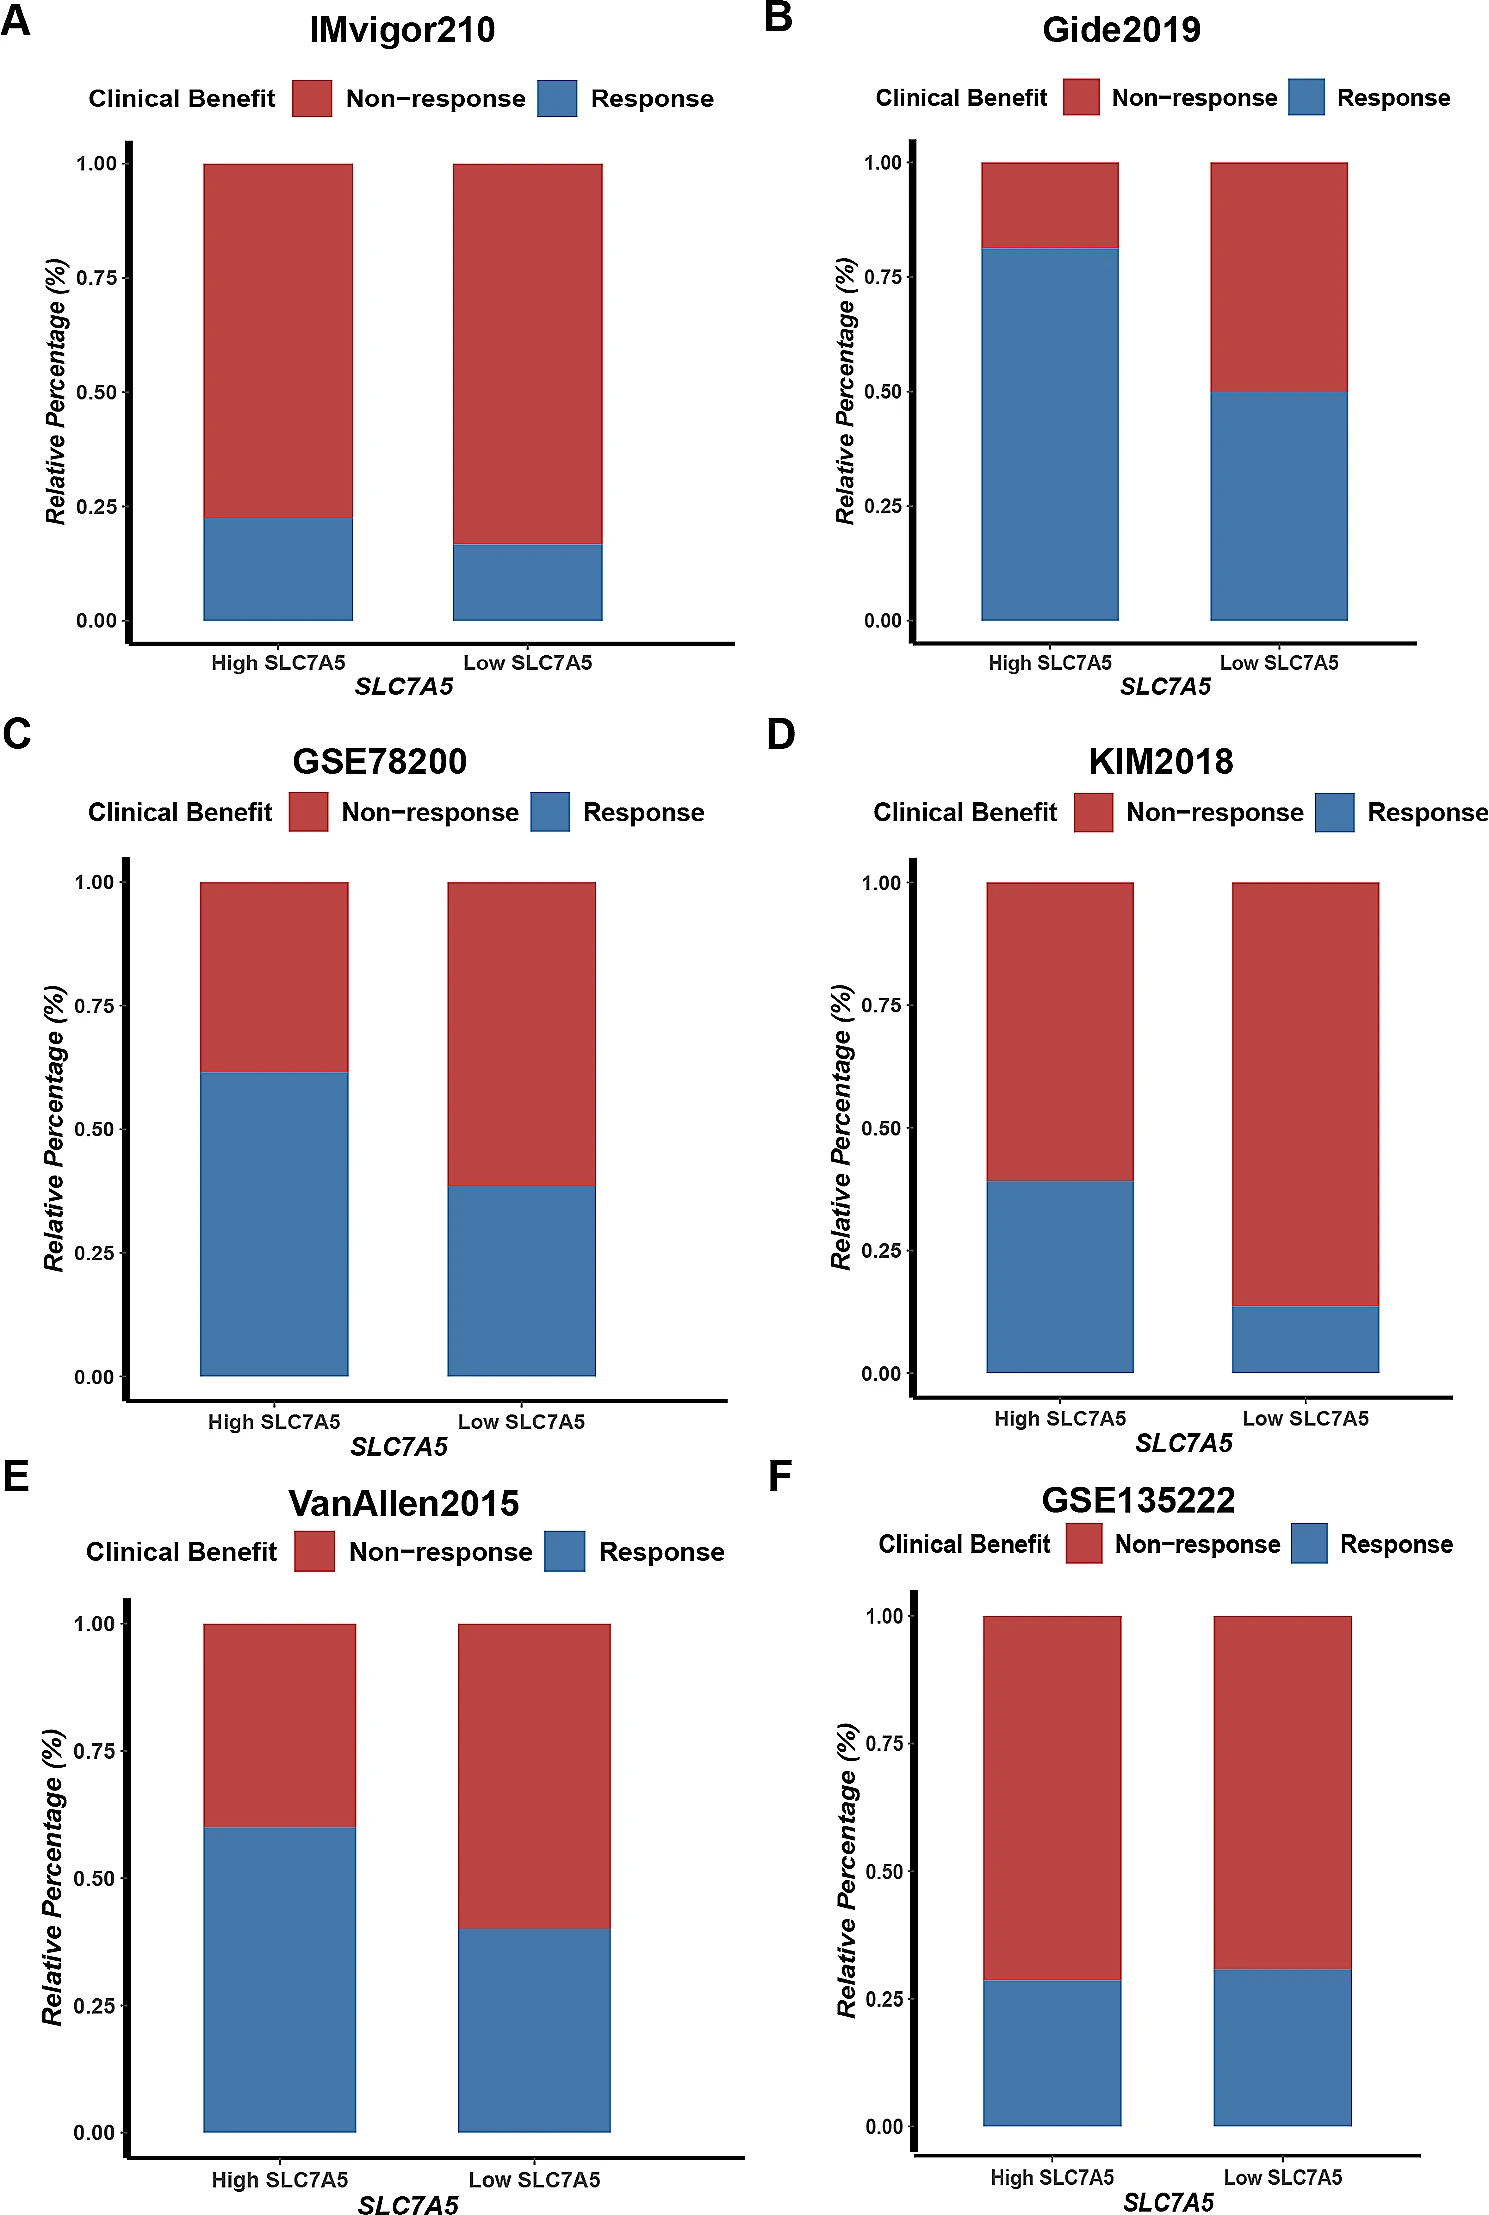 A
IMvigor210
Clinical Benefit Non-response Response
Relative Percentage (%)
1.00
0.75
0.50
0.25
0.00
High SLC7A5 Low SLC7A5
SLC7A5
B
Gide2019
Clinical Benefit Non-response Response
Relative Percentage (%)
1.00
0.75
0.50
0.25
0.00
High SLC7A5 Low SLC7A5
SLC7A5
C
GSE78200
Clinical Benefit Non-response Response
Relative Percentage (%)
1.00
0.75
0.50
0.25
0.00
High SLC7A5 Low SLC7A5
SLC7A5
D
KIM2018
Clinical Benefit Non-response Response
Relative Percentage (%)
1.00
0.75
0.50
0.25
0.00
High SLC7A5 Low SLC7A5
SLC7A5
E
VanAllen2015
Clinical Benefit Non-response Response
Relative Percentage (%)
1.00
0.75
0.50
0.25
0.00
High SLC7A5 Low SLC7A5
SLC7A5
F
GSE135222
Clinical Benefit Non-response Response
Relative Percentage (%)
1.00
0.75
0.50
0.25
0.00
High SLC7A5 Low SLC7A5
SLC7A5